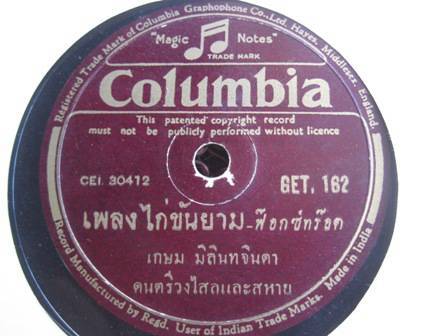 Registered Trade Mark of Columbia Graphophone Co., Ltd. Hayes, Middlesex, England.
"Magic Notes"
TRADE MARK
Columbia
This patented copyright record
must not be publicly performed without licence
CEI. 30412
GET. 162
เพลงไก่ขันยาม-ฟ๊อกซ์ทร๊อต
เกษม มิลินทจินดา
ดนตรีวงไสลและสหาย
Record Manufactured by Regd. User of Indian Trade Marks. Made in India